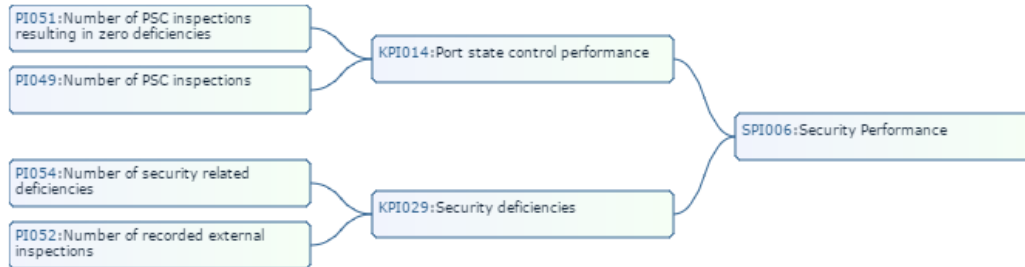 PI051:Number of PSC inspections
resulting in zero deficiencies
KPI014:Port state control performance
PI049:Number of PSC inspections
SPI006:Security Performance
PI054:Number of security related
deficiencies
KPI029:Security deficiencies
PI052:Number of recorded external
inspections